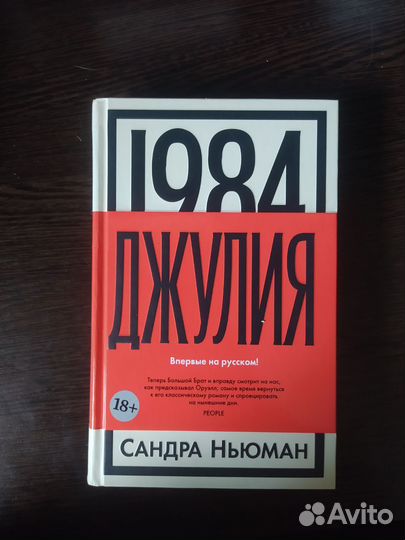 1984
ДЖУЛИЯ
Впервые на русском!
Теперь Большой Брат и вправду смотрит на нас,
как предсказывал Оруэлл; самое время вернуться
к его классическому роману и спроецировать
на нынешние дни.
PEOPLE
18+
САНДРА НЬЮМАН
Avito